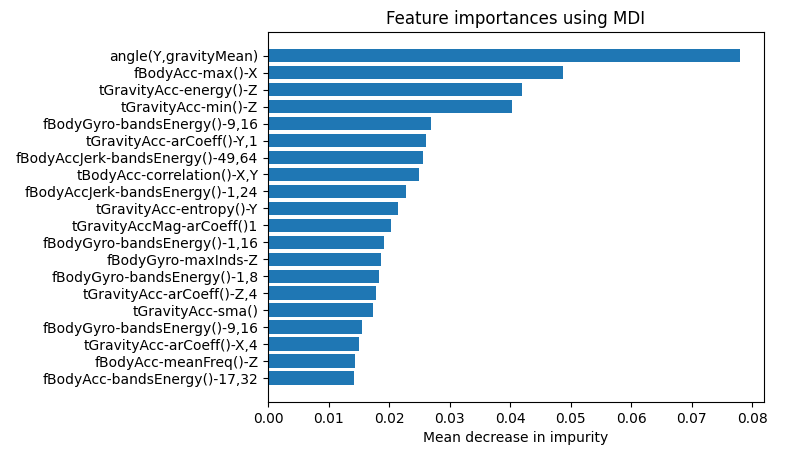 Feature importances using MDI
angle(Y,gravityMean)
fBodyAcc-max()-X
tGravityAcc-energy()-Z
tGravityAcc-min()-Z
fBodyGyro-bandsEnergy()-9,16
tGravityAcc-arCoeff()-Y,1
fBodyAccJerk-bandsEnergy()-49,64
tBodyAcc-correlation()-X,Y
fBodyAccJerk-bandsEnergy()-1,24
tGravityAcc-entropy()-Y
tGravityAccMag-arCoeff()1
fBodyGyro-bandsEnergy()-1,16
fBodyGyro-maxInds-Z
fBodyGyro-bandsEnergy()-1,8
tGravityAcc-arCoeff()-Z,4
tGravityAcc-sma()
fBodyGyro-bandsEnergy()-9,16
tGravityAcc-arCoeff()-X,4
fBodyAcc-meanFreq()-Z
fBodyAcc-bandsEnergy()-17,32
0.00 0.01 0.02 0.03 0.04 0.05 0.06 0.07 0.08
Mean decrease in impurity